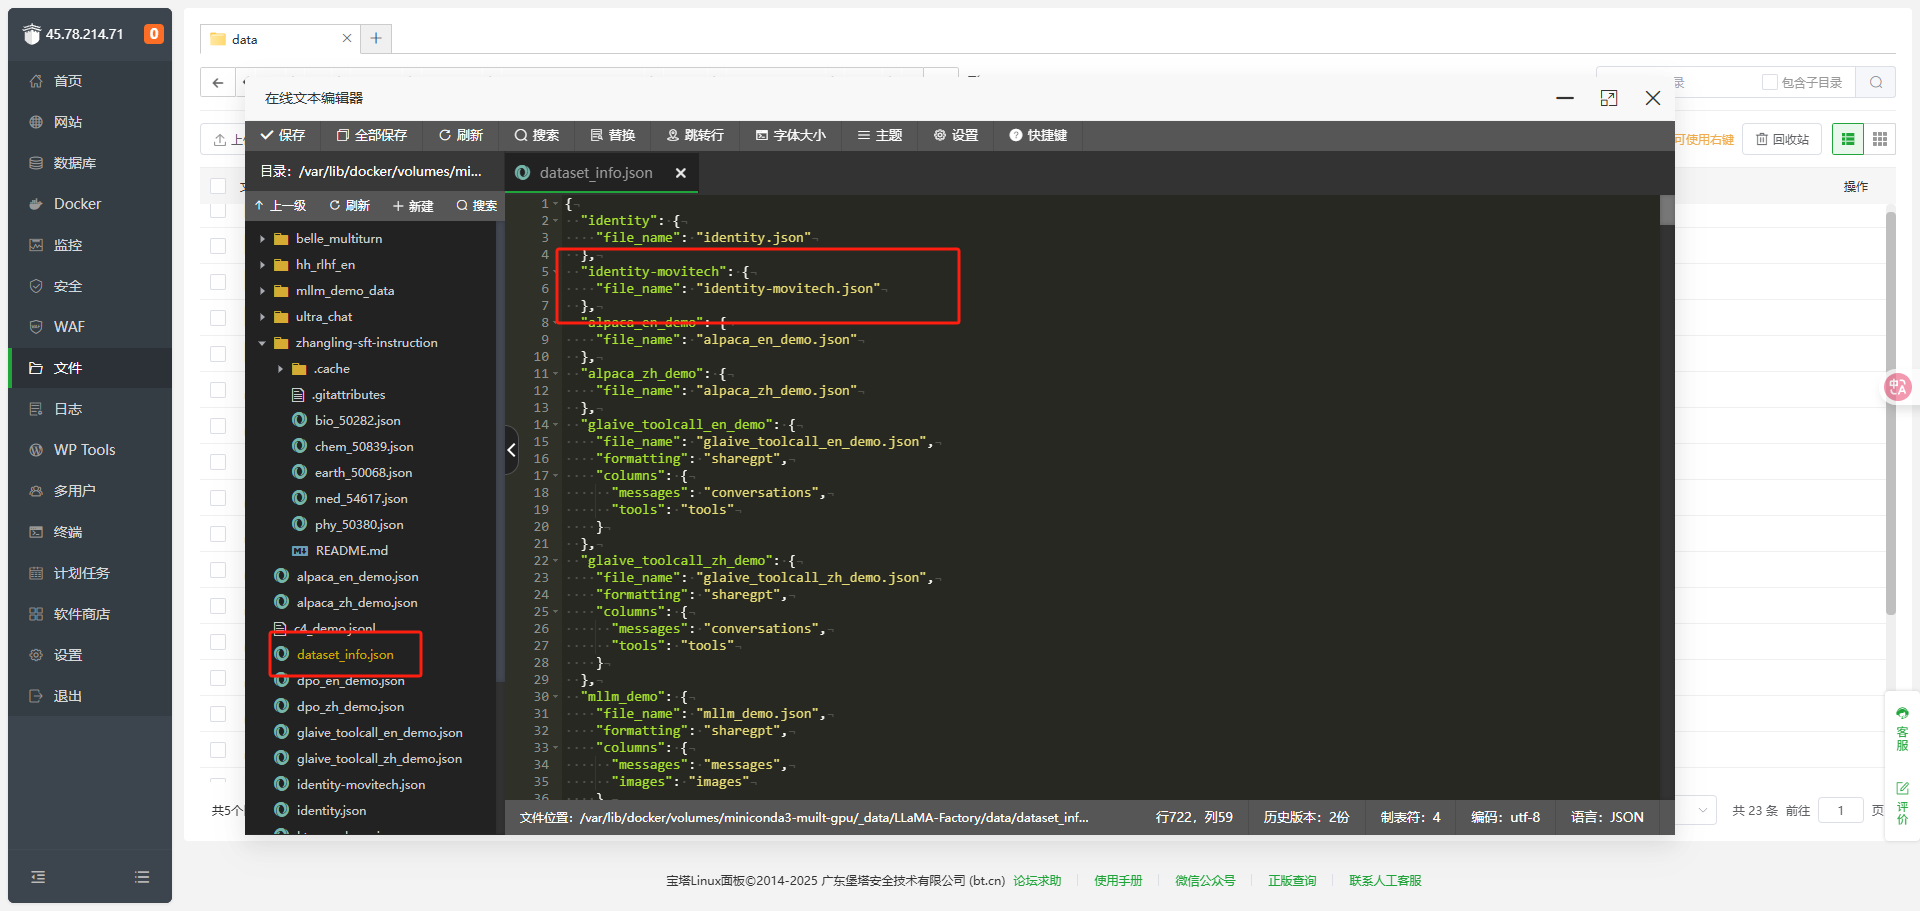 45.78.214.71
0
首页
网站
数据库
Docker
监控
安全
WAF
文件
日志
WP Tools
多用户
终端
计划任务
软件商店
设置
退出
data
包含子目录
可使用右键
回收站
操作
在线文本编辑器
保存
全部保存
刷新
搜索
替换
跳转行
字体大小
主题
设置
快捷键
目录：/var/lib/docker/volumes/mi...
上一级
刷新
新建
搜索
belle_multiturn
hh_rlhf_en
mllm_demo_data
ultra_chat
zhangling-sft-instruction
.cache
.gitattributes
bio_50282.json
chem_50839.json
earth_50068.json
med_54617.json
phy_50380.json
README.md
alpaca_en_demo.json
alpaca_zh_demo.json
c4_demo.jsonl
dataset_info.json
dpo_en_demo.json
dpo_zh_demo.json
glaive_toolcall_en_demo.json
glaive_toolcall_zh_demo.json
identity-movitech.json
identity.json
dataset_info.json
1 {
2 "identity": {
3 "file_name": "identity.json"
4 },
5 "identity-movitech": {
6 "file_name": "identity-movitech.json"
7 },
8 "alpaca_en_demo": {
9 "file_name": "alpaca_en_demo.json"
10 },
11 "alpaca_zh_demo": {
12 "file_name": "alpaca_zh_demo.json"
13 },
14 "glaive_toolcall_en_demo": {
15 "file_name": "glaive_toolcall_en_demo.json",
16 "formatting": "sharegpt",
17 "columns": {
18 "messages": "conversations",
19 "tools": "tools"
20 }
21 },
22 "glaive_toolcall_zh_demo": {
23 "file_name": "glaive_toolcall_zh_demo.json",
24 "formatting": "sharegpt",
25 "columns": {
26 "messages": "conversations",
27 "tools": "tools"
28 }
29 },
30 "mllm_demo": {
31 "file_name": "mllm_demo.json",
32 "formatting": "sharegpt",
33 "columns": {
34 "messages": "messages",
35 "images": "images"
36 }
文件位置：/var/lib/docker/volumes/miniconda3-muilt-gpu/_data/LLaMA-Factory/data/dataset_inf...
行722，列59
历史版本：2份
制表符：4
编码：utf-8
语言：JSON
共5个
共 23 条
前往
1
页
客服
评价
宝塔Linux面板©2014-2025 广东堡塔安全技术有限公司 (bt.cn)
论坛求助
使用手册
微信公众号
正版查询
联系人工客服